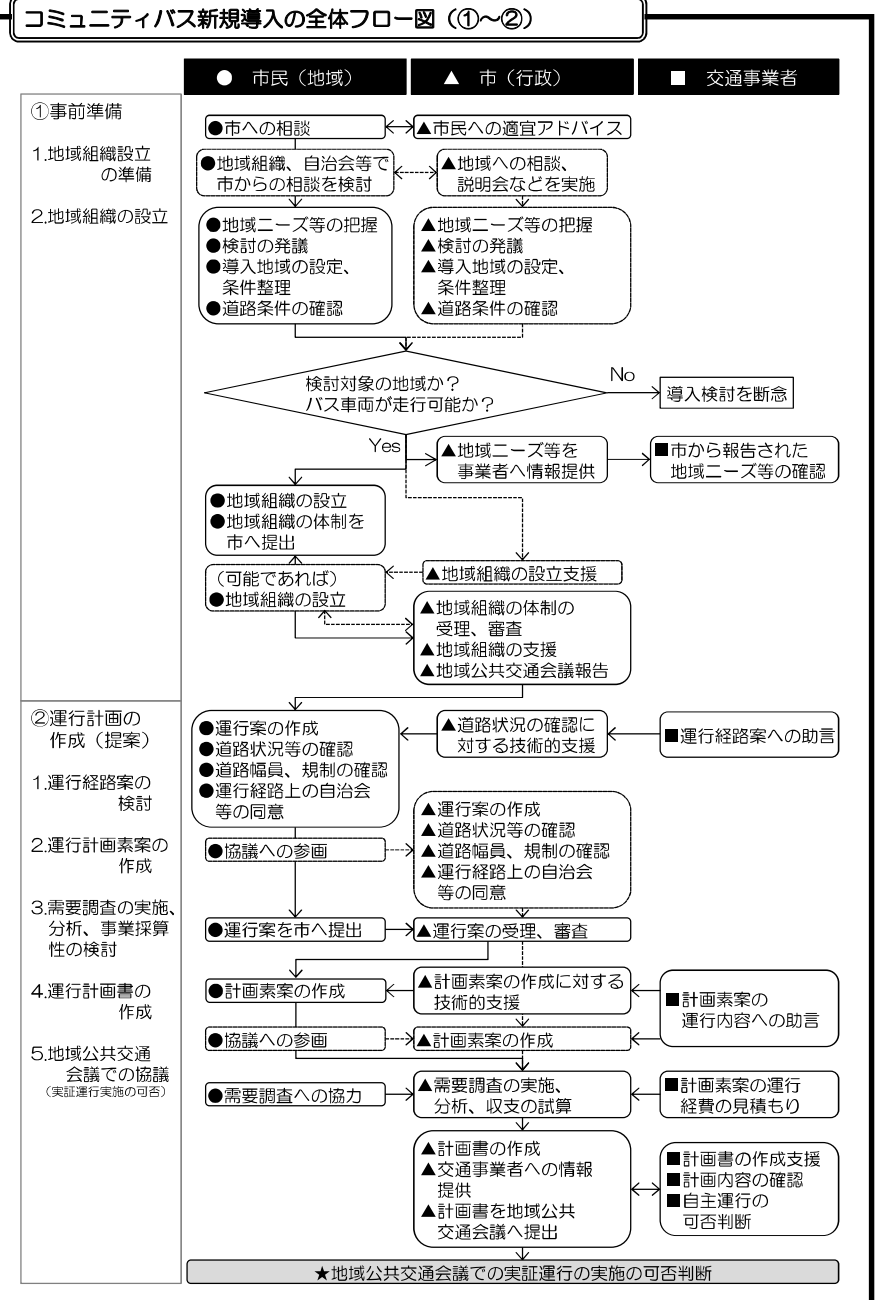 コミュニティバス新規導入の全体フロー図（①～②）
● 市民（地域）
▲ 市（行政）
■ 交通事業者
①事前準備
1.地域組織設立
の準備
2.地域組織の設立
●市への相談
▲市民への適宜アドバイス
●地域組織、自治会等で
市からの相談を検討
▲地域への相談、
説明会などを実施
●地域ニーズ等の把握
●検討の発議
●導入地域の設定、
条件整理
●道路条件の確認
▲地域ニーズ等の把握
▲検討の発議
▲導入地域の設定、
条件整理
▲道路条件の確認
検討対象の地域か？
バス車両が走行可能か？
No
導入検討を断念
Yes
▲地域ニーズ等を
事業者へ情報提供
■市から報告された
地域ニーズ等の確認
●地域組織の設立
●地域組織の体制を
市へ提出
▲地域組織の設立支援
（可能であれば）
●地域組織の設立
▲地域組織の体制の
受理、審査
▲地域組織の支援
▲地域公共交通会議報告
②運行計画の
作成（提案）
1.運行経路案の
検討
2.運行計画素案の
作成
3.需要調査の実施、
分析、事業採算
性の検討
4.運行計画書の
作成
5.地域公共交通
会議での協議
（実証運行実施の可否）
●運行案の作成
●道路状況等の確認
●道路幅員、規制の確認
●運行経路上の自治会
等の同意
▲道路状況の確認に
対する技術的支援
■運行経路案への助言
▲運行案の作成
▲道路状況等の確認
▲道路幅員、規制の確認
▲運行経路上の自治会
等の同意
●協議への参画
●運行案を市へ提出
▲運行案の受理、審査
●計画素案の作成
▲計画素案の作成に対する
技術的支援
■計画素案の
運行内容への助言
●協議への参画
▲計画素案の作成
●需要調査への協力
▲需要調査の実施、
分析、収支の試算
■計画素案の運行
経費の見積もり
▲計画書の作成
▲交通事業者への情報
提供
▲計画書を地域公共
交通会議へ提出
■計画書の作成支援
■計画内容の確認
■自主運行の
可否判断
★地域公共交通会議での実証運行の実施の可否判断